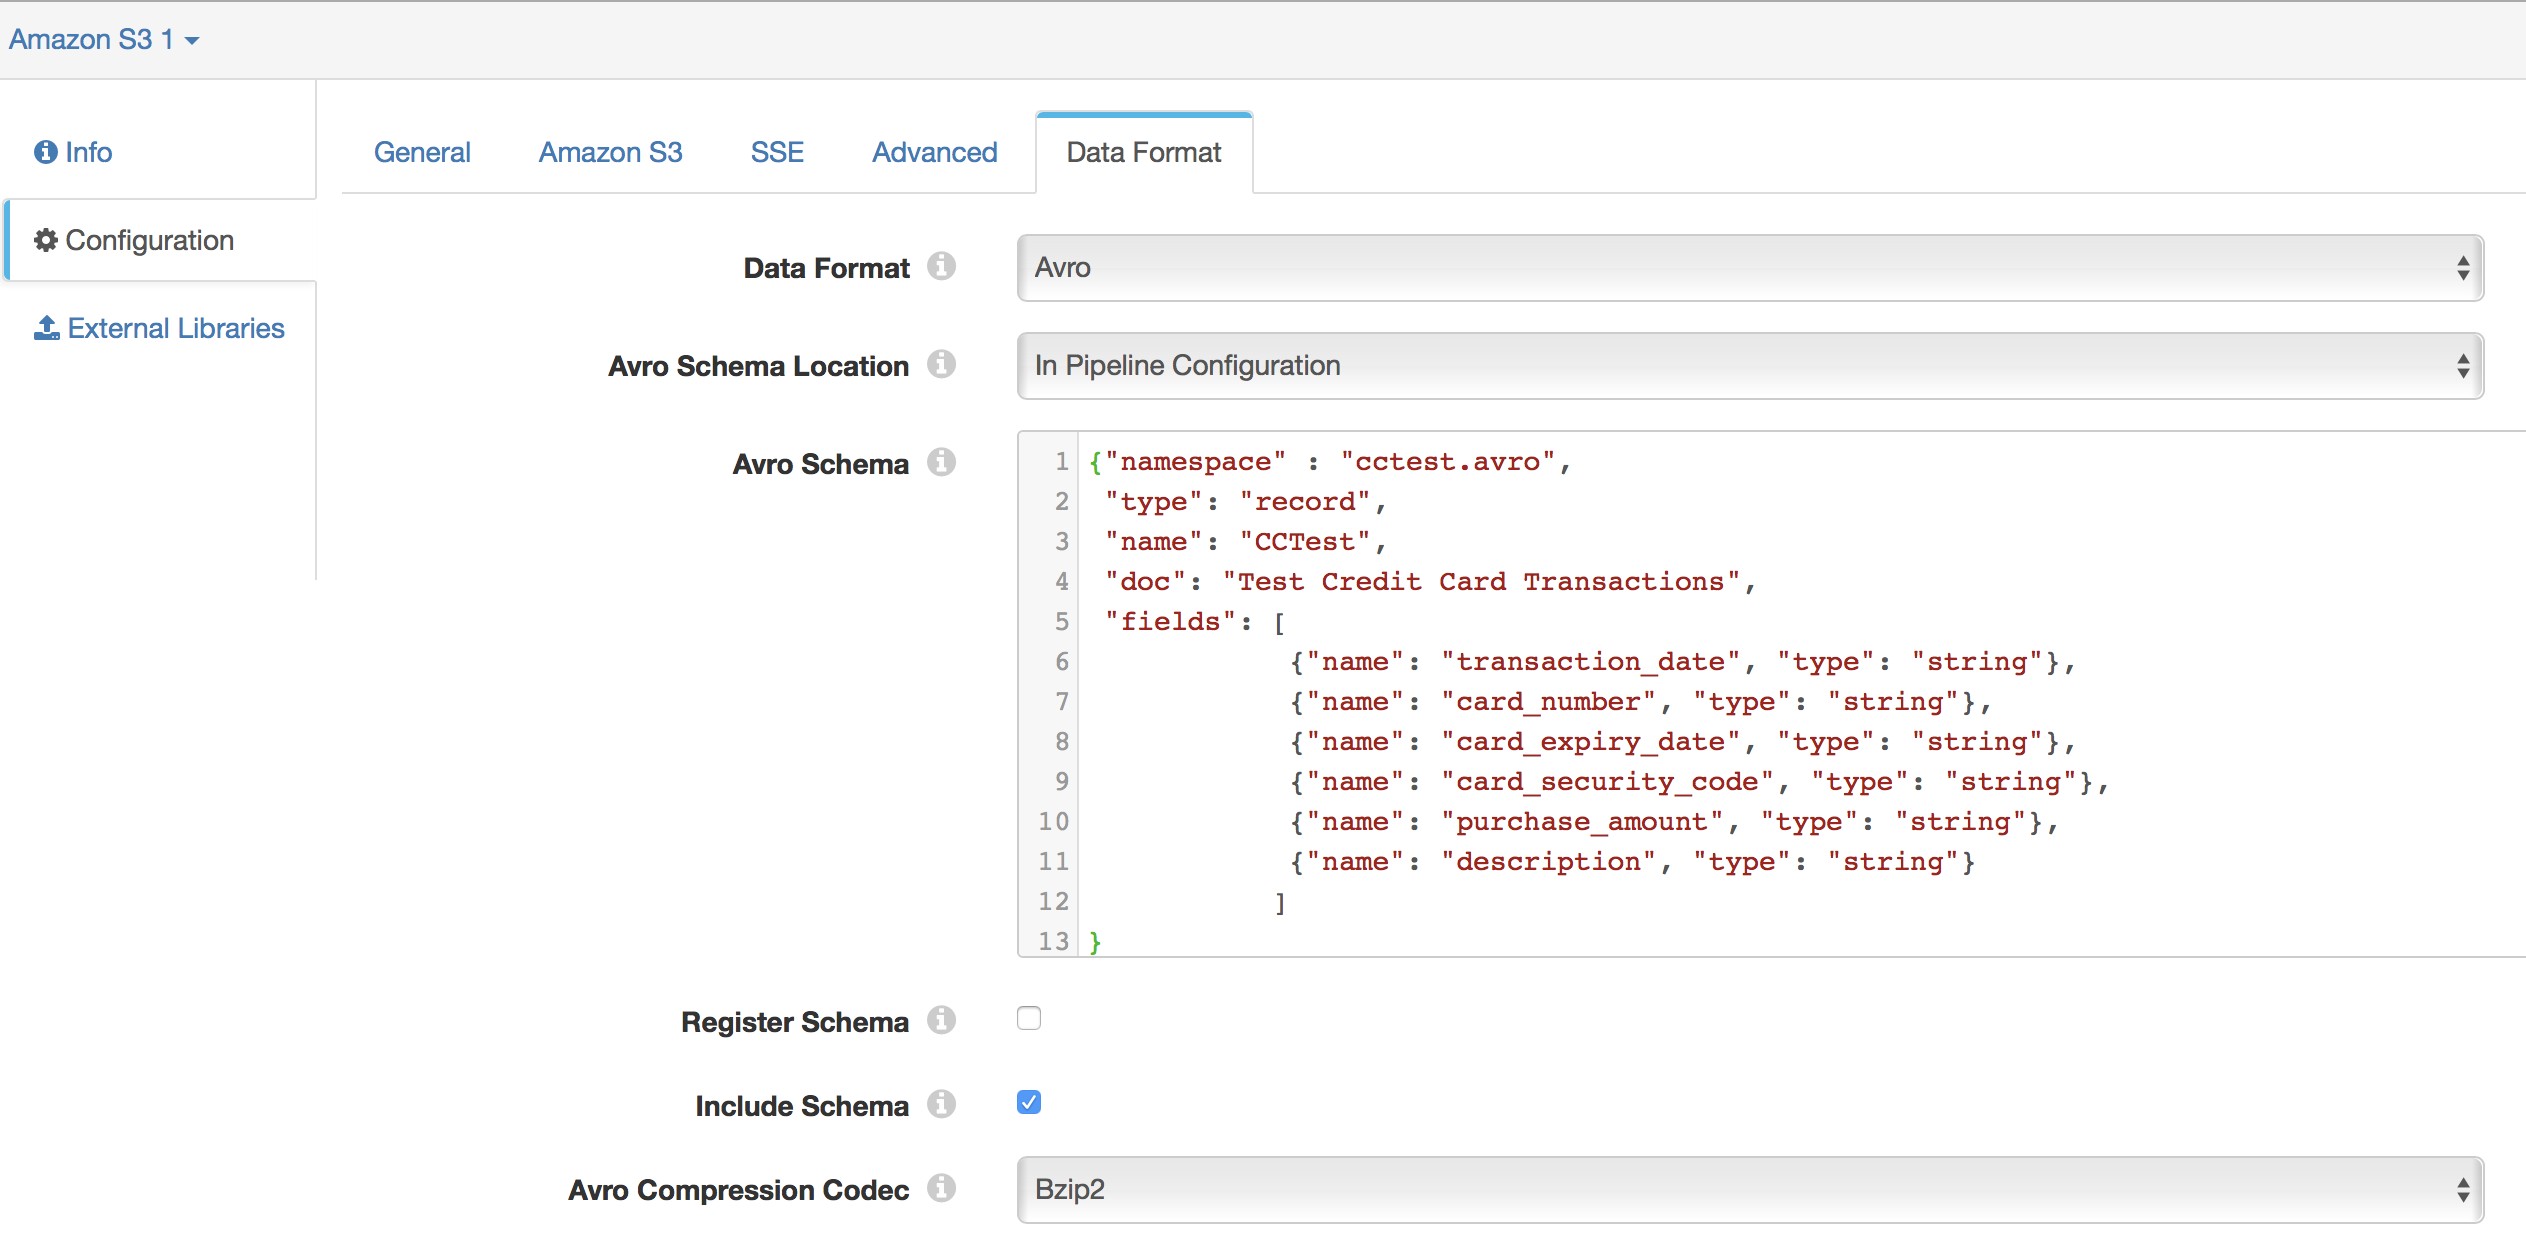 Amazon S3 1
Info
Configuration
External Libraries
General Amazon S3 SSE Advanced Data Format
Data Format Avro
Avro Schema Location In Pipeline Configuration
Avro Schema
1 {"namespace" : "cctest.avro",
2 "type": "record",
3 "name": "CCTest",
4 "doc": "Test Credit Card Transactions",
5 "fields": [
6 {"name": "transaction_date", "type": "string"},
7 {"name": "card_number", "type": "string"},
8 {"name": "card_expiry_date", "type": "string"},
9 {"name": "card_security_code", "type": "string"},
10 {"name": "purchase_amount", "type": "string"},
11 {"name": "description", "type": "string"}
12 ]
13 }
Register Schema
Include Schema
Avro Compression Codec Bzip2